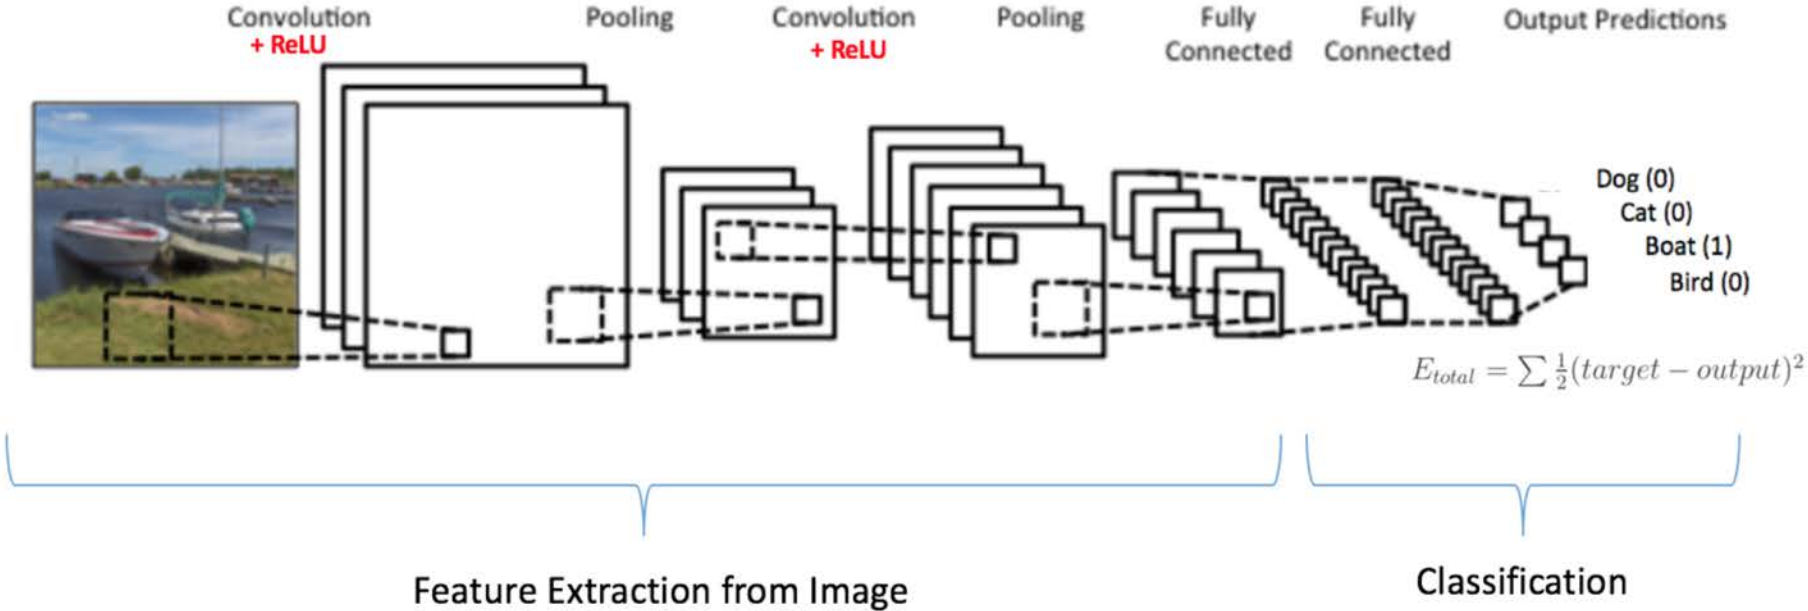 Convolution
+ ReLU
Pooling
Convolution
+ ReLU
Pooling
Fully
Connected
Fully
Connected
Output Predictions
Dog (0)
Cat (0)
Boat (1)
Bird (0)
E_total = ∑ ½(target − output)²
Feature Extraction from Image
Classification